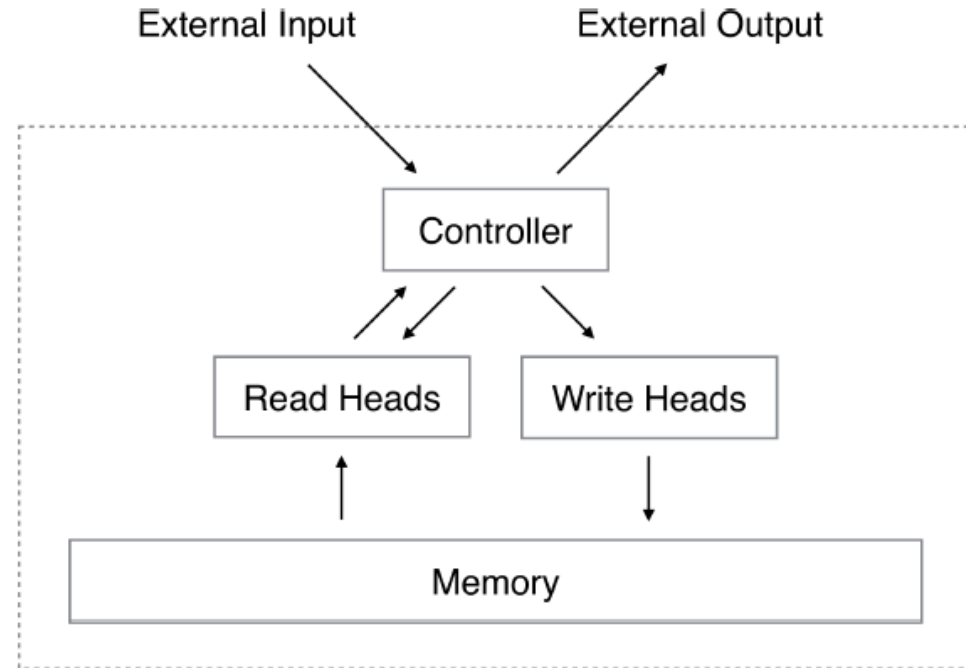 External Input
External Output
Controller
Read Heads
Write Heads
Memory